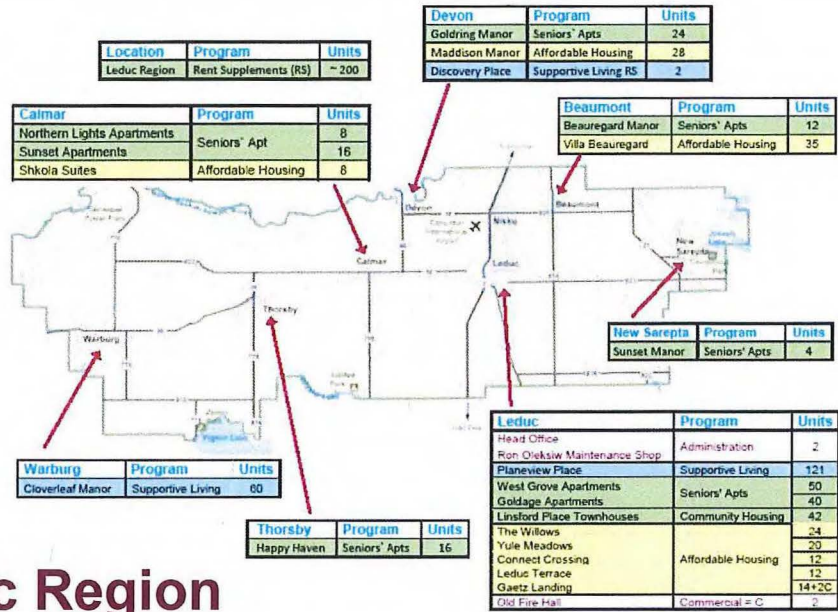 Devon Program Units
Goldring Manor Seniors' Apts 24
Maddison Manor Affordable Housing 28
Discovery Place Supportive Living RS 2
Location Program Units
Leduc Region Rent Supplements (RS) ~ 200
Calmar Program Units
Northern Lights Apartments Seniors' Apt 8
Sunset Apartments 16
Shkola Suites Affordable Housing 8
Beaumont Program Units
Beauregard Manor Seniors' Apts 12
Villa Beauregard Affordable Housing 35
Devon
Beaumont
Nisku
New Sarepta
Calmar
Leduc
Thorsby
Warburg
Pigeon Lake
New Sarepta Program Units
Sunset Manor Seniors' Apts 4
Leduc Program Units
Head Office Administration 2
Ron Oleksiw Maintenance Shop
Planeview Place Supportive Living 121
West Grove Apartments Seniors' Apts 50
Goldage Apartments 40
Linsford Place Townhouses Community Housing 42
The Willows Affordable Housing 24
Yule Meadows 20
Connect Crossing 12
Leduc Terrace 12
Gaetz Landing 14+2C
Old Fire Hall Commercial = C 2
Warburg Program Units
Cloverleaf Manor Supportive Living 60
Thorsby Program Units
Happy Haven Seniors' Apts 16
c Region